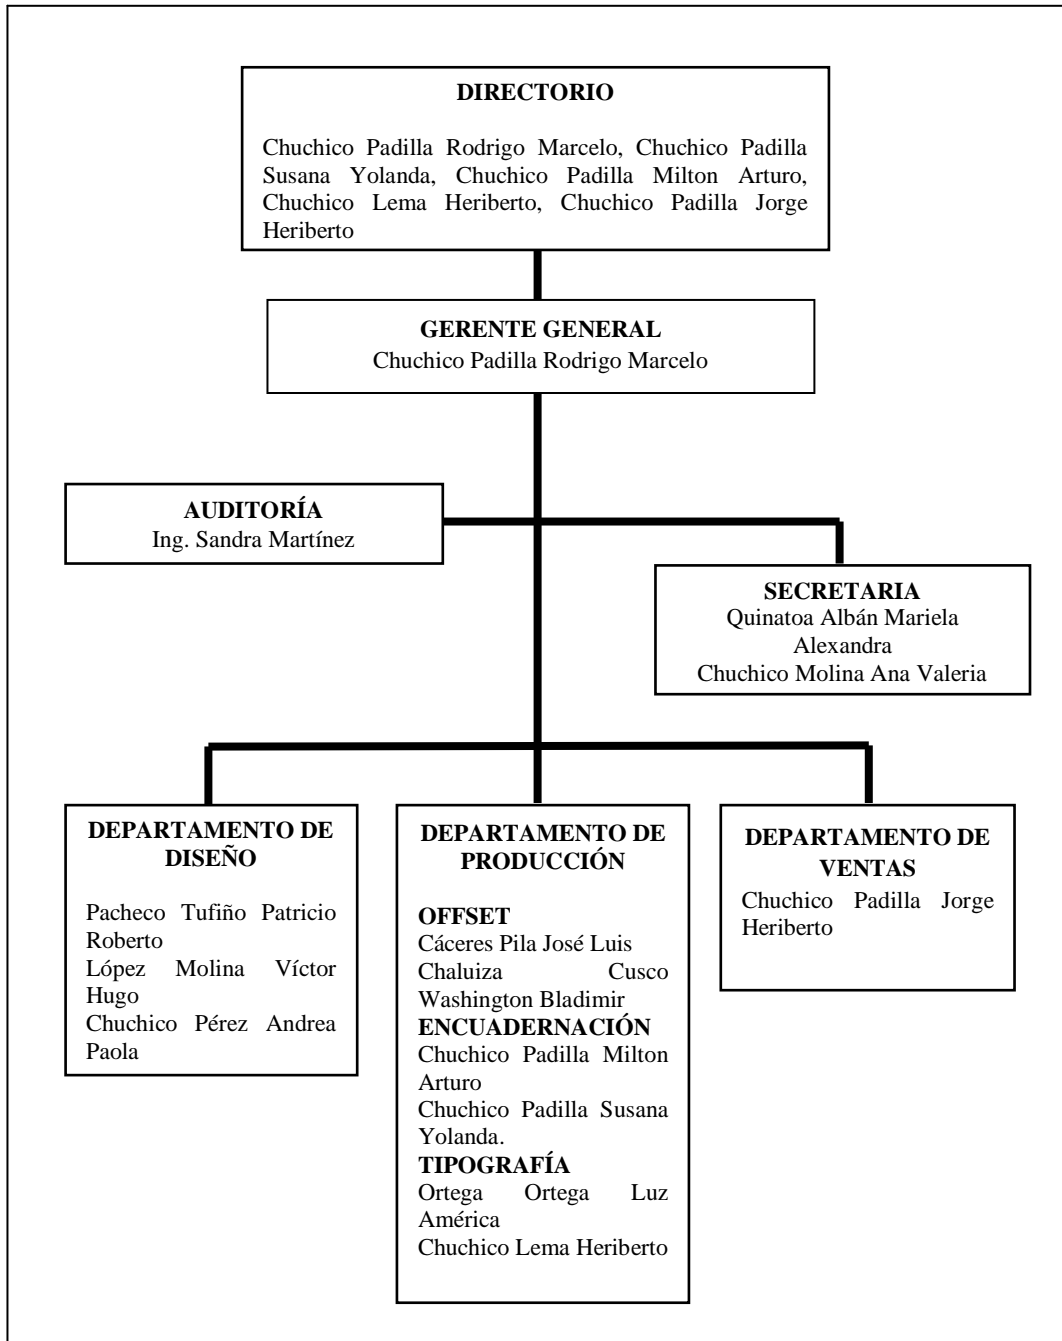 DIRECTORIO
Chuchico Padilla Rodrigo Marcelo, Chuchico Padilla
Susana Yolanda, Chuchico Padilla Milton Arturo,
Chuchico Lema Heriberto, Chuchico Padilla Jorge
Heriberto
GERENTE GENERAL
Chuchico Padilla Rodrigo Marcelo
AUDITORÍA
Ing. Sandra Martínez
SECRETARIA
Quinatoa Albán Mariela
Alexandra
Chuchico Molina Ana Valeria
DEPARTAMENTO DE
DISEÑO
Pacheco Tufiño Patricio
Roberto
López Molina Víctor
Hugo
Chuchico Pérez Andrea
Paola
DEPARTAMENTO DE
PRODUCCIÓN
OFFSET
Cáceres Pila José Luis
Chaluiza Cusco
Washington Bladimir
ENCUADERNACIÓN
Chuchico Padilla Milton
Arturo
Chuchico Padilla Susana
Yolanda.
TIPOGRAFÍA
Ortega Ortega Luz
América
Chuchico Lema Heriberto
DEPARTAMENTO DE
VENTAS
Chuchico Padilla Jorge
Heriberto